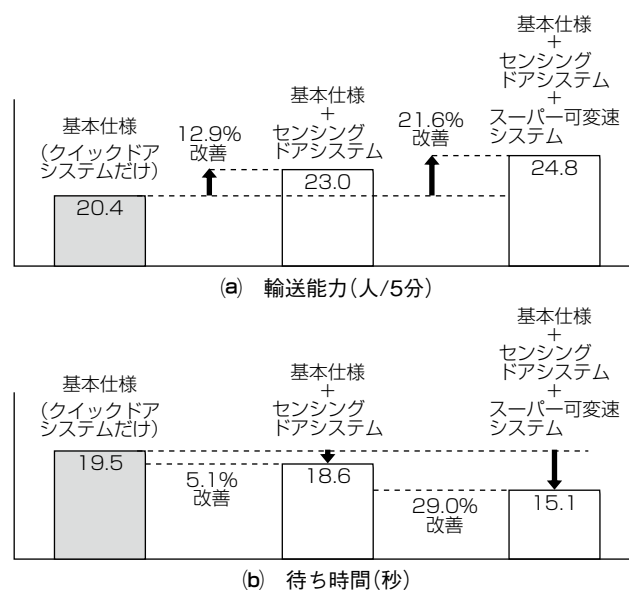 基本仕様
(クイックドア
システムだけ)
20.4
12.9%
改善
基本仕様
+
センシング
ドアシステム
23.0
21.6%
改善
基本仕様
+
センシング
ドアシステム
+
スーパー可変速
システム
24.8
(a) 輸送能力(人/5分)
基本仕様
(クイックドア
システムだけ)
19.5
5.1%
改善
基本仕様
+
センシング
ドアシステム
18.6
29.0%
改善
基本仕様
+
センシング
ドアシステム
+
スーパー可変速
システム
15.1
(b) 待ち時間(秒)